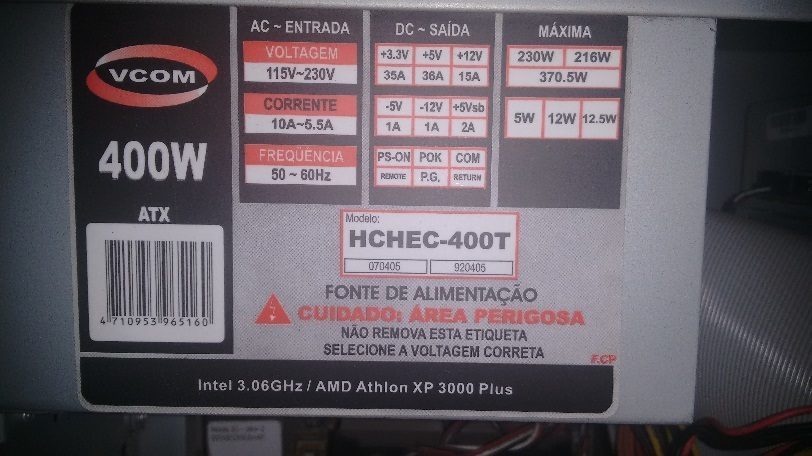 VCOM
400W
ATX
4 710953 965160
AC ~ ENTRADA
VOLTAGEM
115V~230V
CORRENTE
10A~5.5A
FREQÜÊNCIA
50 ~ 60Hz
DC ~ SAÍDA
+3.3V +5V +12V
35A 36A 15A
-5V -12V +5Vsb
1A 1A 2A
PS-ON POK COM
REMOTE P.G. RETURN
MÁXIMA
230W 216W
370.5W
5W 12W 12.5W
Modelo:
HCHEC-400T
070405 920405
FONTE DE ALIMENTAÇÃO
CUIDADO: ÁREA PERIGOSA
NÃO REMOVA ESTA ETIQUETA
SELECIONE A VOLTAGEM CORRETA
F.CP
Intel 3.06GHz / AMD Athlon XP 3000 Plus